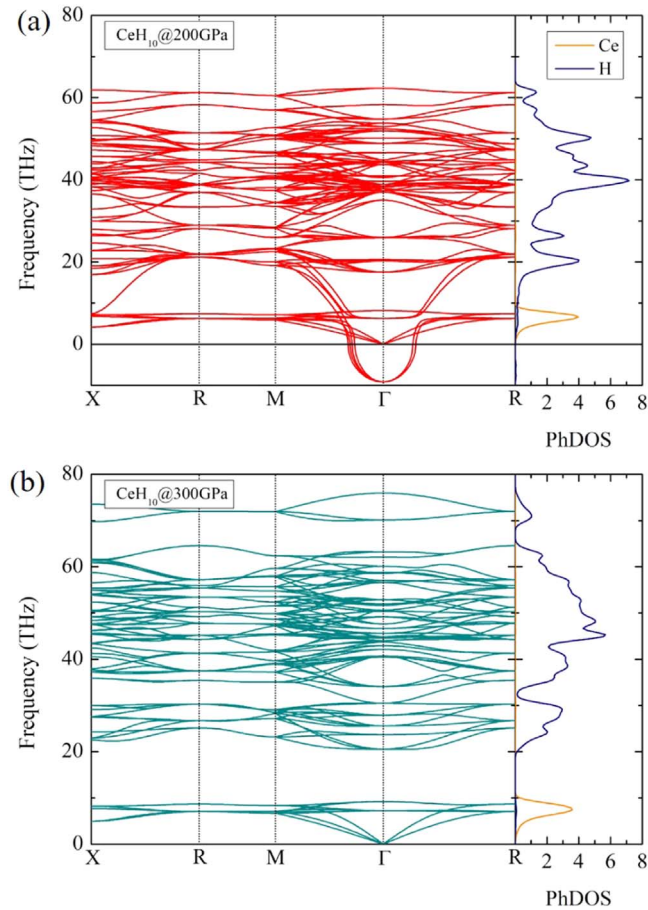 (a)
80
CeH₁₀@200GPa
Ce
H
60
40
20
0
Frequency (THz)
X R M Γ R 2 4 6 8
PhDOS
(b)
80
CeH₁₀@300GPa
60
40
20
0
Frequency (THz)
X R M Γ R 2 4 6 8
PhDOS